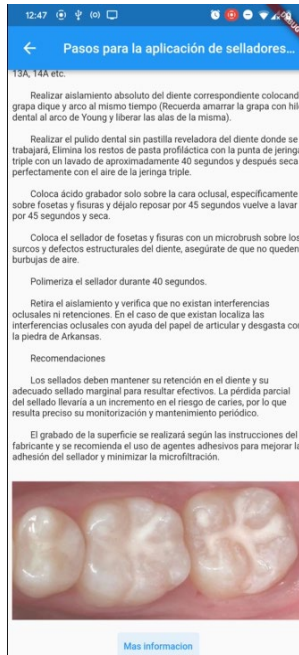 12:47
Pasos para la aplicación de selladores...
13A, 14A etc.
Realizar aislamiento absoluto del diente correspondiente colocand
grapa dique y arco al mismo tiempo (Recuerda amarrar la grapa con hil
dental al arco de Young y liberar las alas de la misma).
Realizar el pulido dental sin pastilla reveladora del diente donde se
trabajará, Elimina los restos de pasta profiláctica con la punta de jeringa
triple con un lavado de aproximadamente 40 segundos y después seca
perfectamente con el aire de la jeringa triple.
Coloca ácido grabador solo sobre la cara oclusal, específicamente
sobre fosetas y fisuras y déjalo reposar por 45 segundos vuelve a lavar
por 45 segundos y seca.
Coloca el sellador de fosetas y fisuras con un microbrush sobre los
surcos y defectos estructurales del diente, asegúrate de que no queden
burbujas de aire.
Polimeriza el sellador durante 40 segundos.
Retira el aislamiento y verifica que no existan interferencias
oclusales ni retenciones. En el caso de que existan localiza las
interferencias oclusales con ayuda del papel de articular y desgasta con
la piedra de Arkansas.
Recomendaciones
Los sellados deben mantener su retención en el diente y su
adecuado sellado marginal para resultar efectivos. La pérdida parcial
del sellado llevaría a un incremento en el riesgo de caries, por lo que
resulta preciso su monitorización y mantenimiento periódico.
El grabado de la superficie se realizará según las instrucciones del
fabricante y se recomienda el uso de agentes adhesivos para mejorar la
adhesión del sellador y minimizar la microfiltración.
Mas informacion